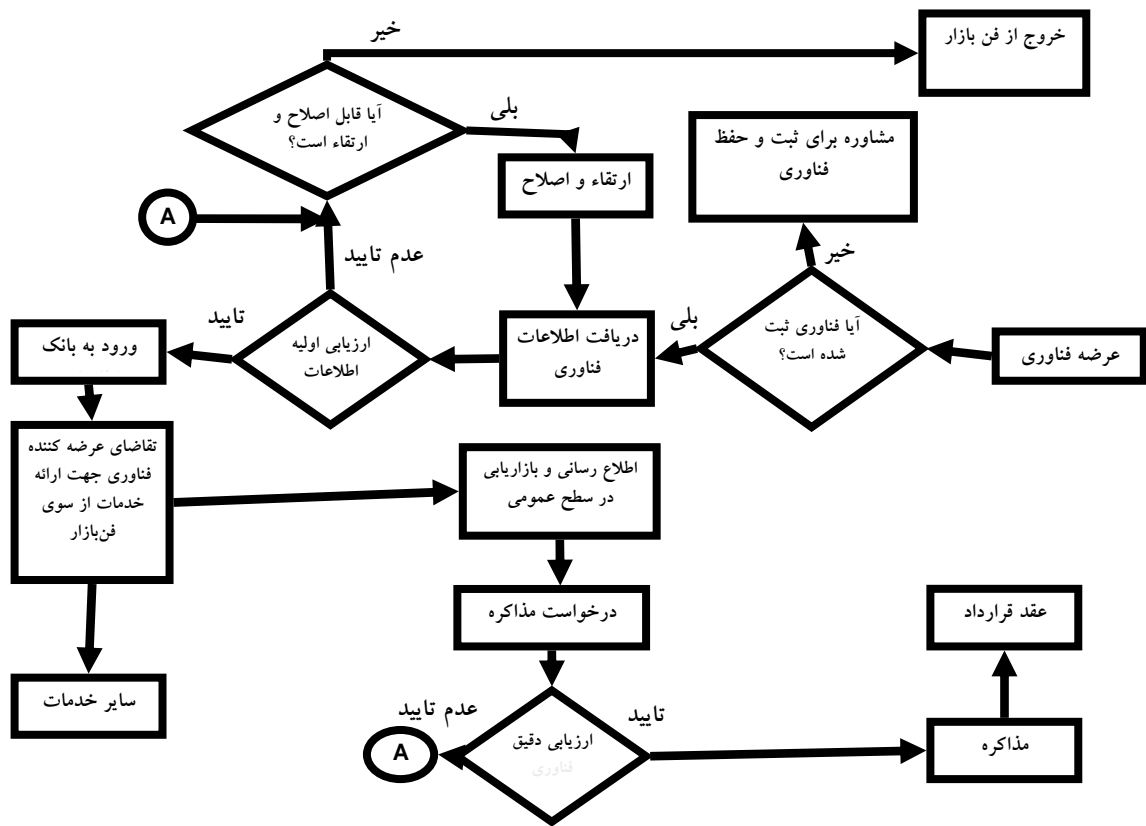 خیر
خروج از فن بازار
آیا قابل اصلاح و
ارتقاء است؟
بلی
مشاوره برای ثبت و حفظ
فناوری
ارتقاء و اصلاح
A
عدم تایید
خیر
تایید
ورود به بانک
ارزیابی اولیه
اطلاعات
دریافت اطلاعات
فناوری
بلی
آیا فناوری ثبت
شده است؟
عرضه فناوری
تقاضای عرضه کننده
فناوری جهت ارائه
خدمات از سوی
فن‌بازار
اطلاع رسانی و بازاریابی
در سطح عمومی
درخواست مذاکره
عقد قرارداد
سایر خدمات
عدم تایید
تایید
A
ارزیابی دقیق
فناوری
مذاکره